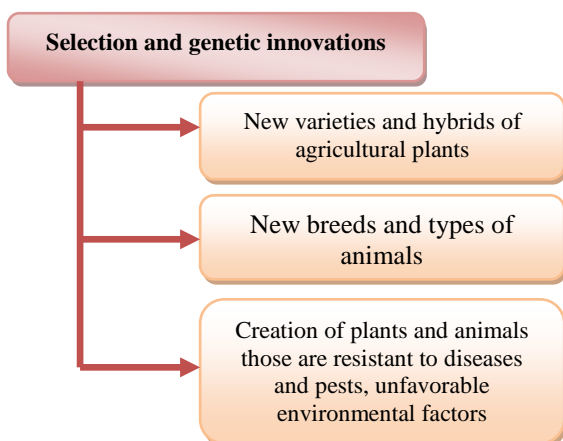 Selection and genetic innovations
New varieties and hybrids of
agricultural plants
New breeds and types of
animals
Creation of plants and animals
those are resistant to diseases
and pests, unfavorable
environmental factors